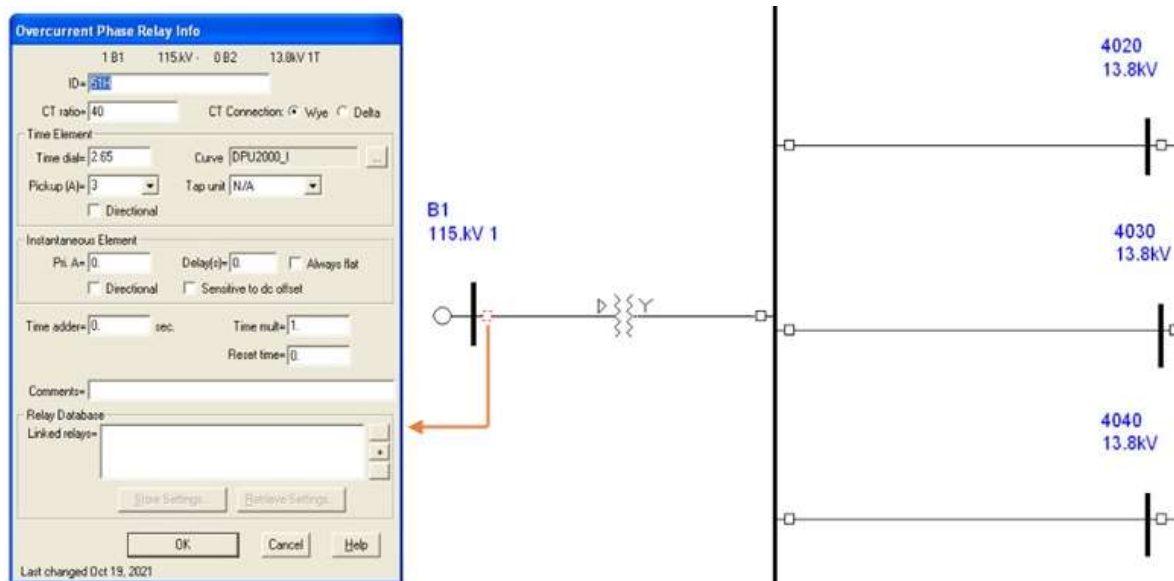 Overcurrent Phase Relay Info
1 B1 115.kV - 0 B2 13.8kV 1T
ID= 51H
CT ratio= 40 CT Connection: Wye Delta
Time Element
Time dial= 2.65 Curve DPU2000_I ...
Pickup (A)= 3 Tap unit N/A
Directional
Instantaneous Element
Pri. A= 0. Delay(s)= 0. Always flat
Directional Sensitive to dc offset
Time adder= 0. sec. Time mult= 1.
Reset time= 0.
Comments=
Relay Database
Linked relays=
Store Settings... Retrieve Settings...
OK Cancel Help
Last changed Oct 19, 2021
B1
115.kV 1
4020
13.8kV
4030
13.8kV
4040
13.8kV